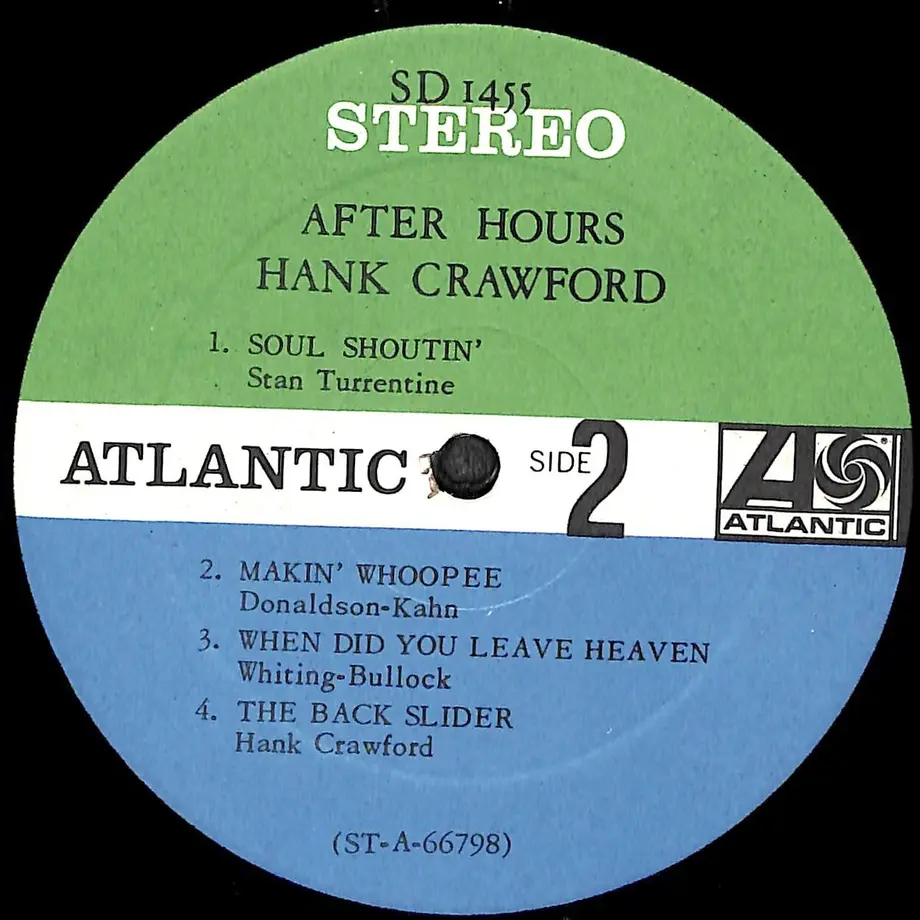 SD 1455
STEREO
AFTER HOURS
HANK CRAWFORD
1. SOUL SHOUTIN'
Stan Turrentine
ATLANTIC
SIDE 2
A
ATLANTIC
2. MAKIN' WHOOPEE
Donaldson-Kahn
3. WHEN DID YOU LEAVE HEAVEN
Whiting-Bullock
4. THE BACK SLIDER
Hank Crawford
(ST-A-66798)